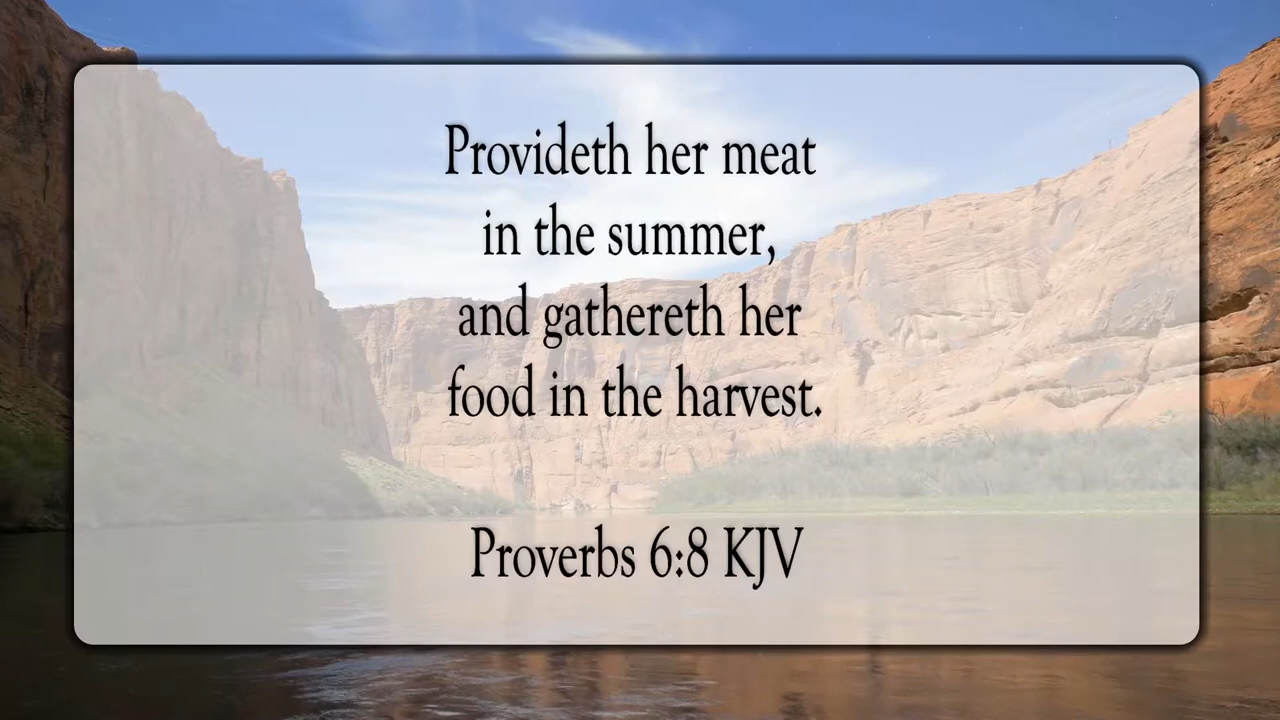 Provideth her meat
in the summer,
and gathereth her
food in the harvest.
Proverbs 6:8 KJV